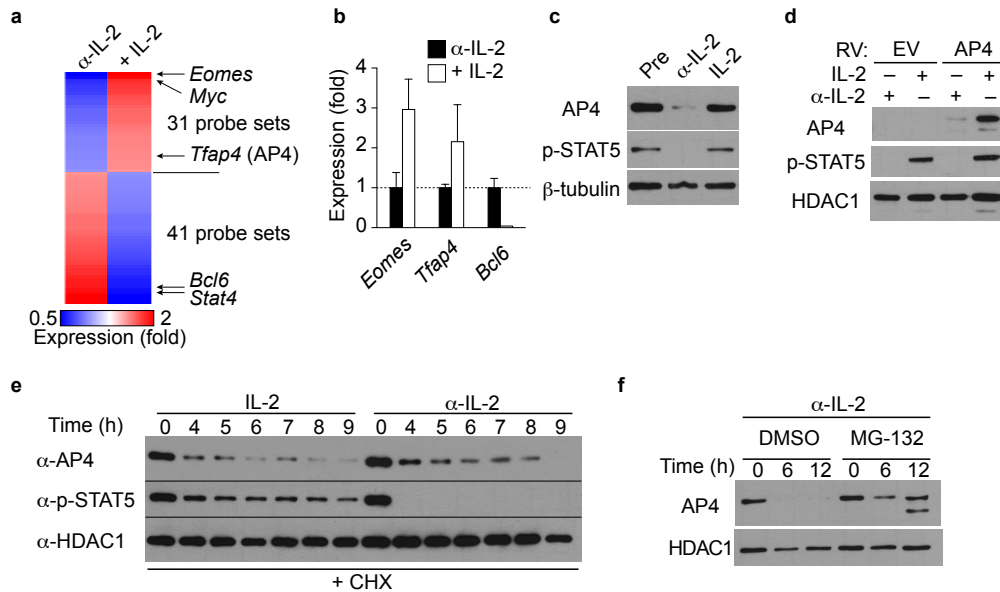 a
α-IL-2
+ IL-2
Eomes
Myc
31 probe sets
Tfap4 (AP4)
41 probe sets
Bcl6
Stat4
0.5 2
Expression (fold)
b
α-IL-2
+ IL-2
Expression (fold)
4
3
2
1
0
Eomes
Tfap4
Bcl6
c
Pre
α-IL-2
IL-2
AP4
p-STAT5
β-tubulin
d
RV: EV AP4
IL-2 – + – +
α-IL-2 + – + –
AP4
p-STAT5
HDAC1
e
IL-2 α-IL-2
Time (h) 0 4 5 6 7 8 9 0 4 5 6 7 8 9
α-AP4
α-p-STAT5
α-HDAC1
+ CHX
f
α-IL-2
DMSO MG-132
Time (h) 0 6 12 0 6 12
AP4
HDAC1